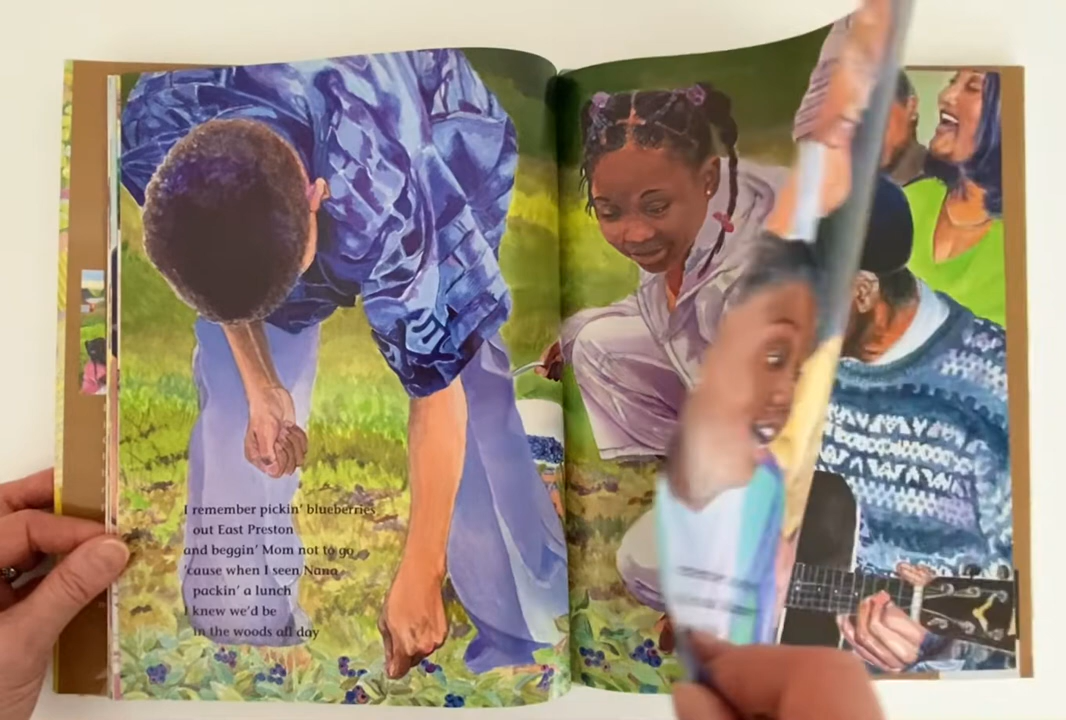 I remember pickin' blueberries
out East Preston
and beggin' Mom not to go
'cause when I seen Nana
packin' a lunch
I knew we'd be
in the woods all day